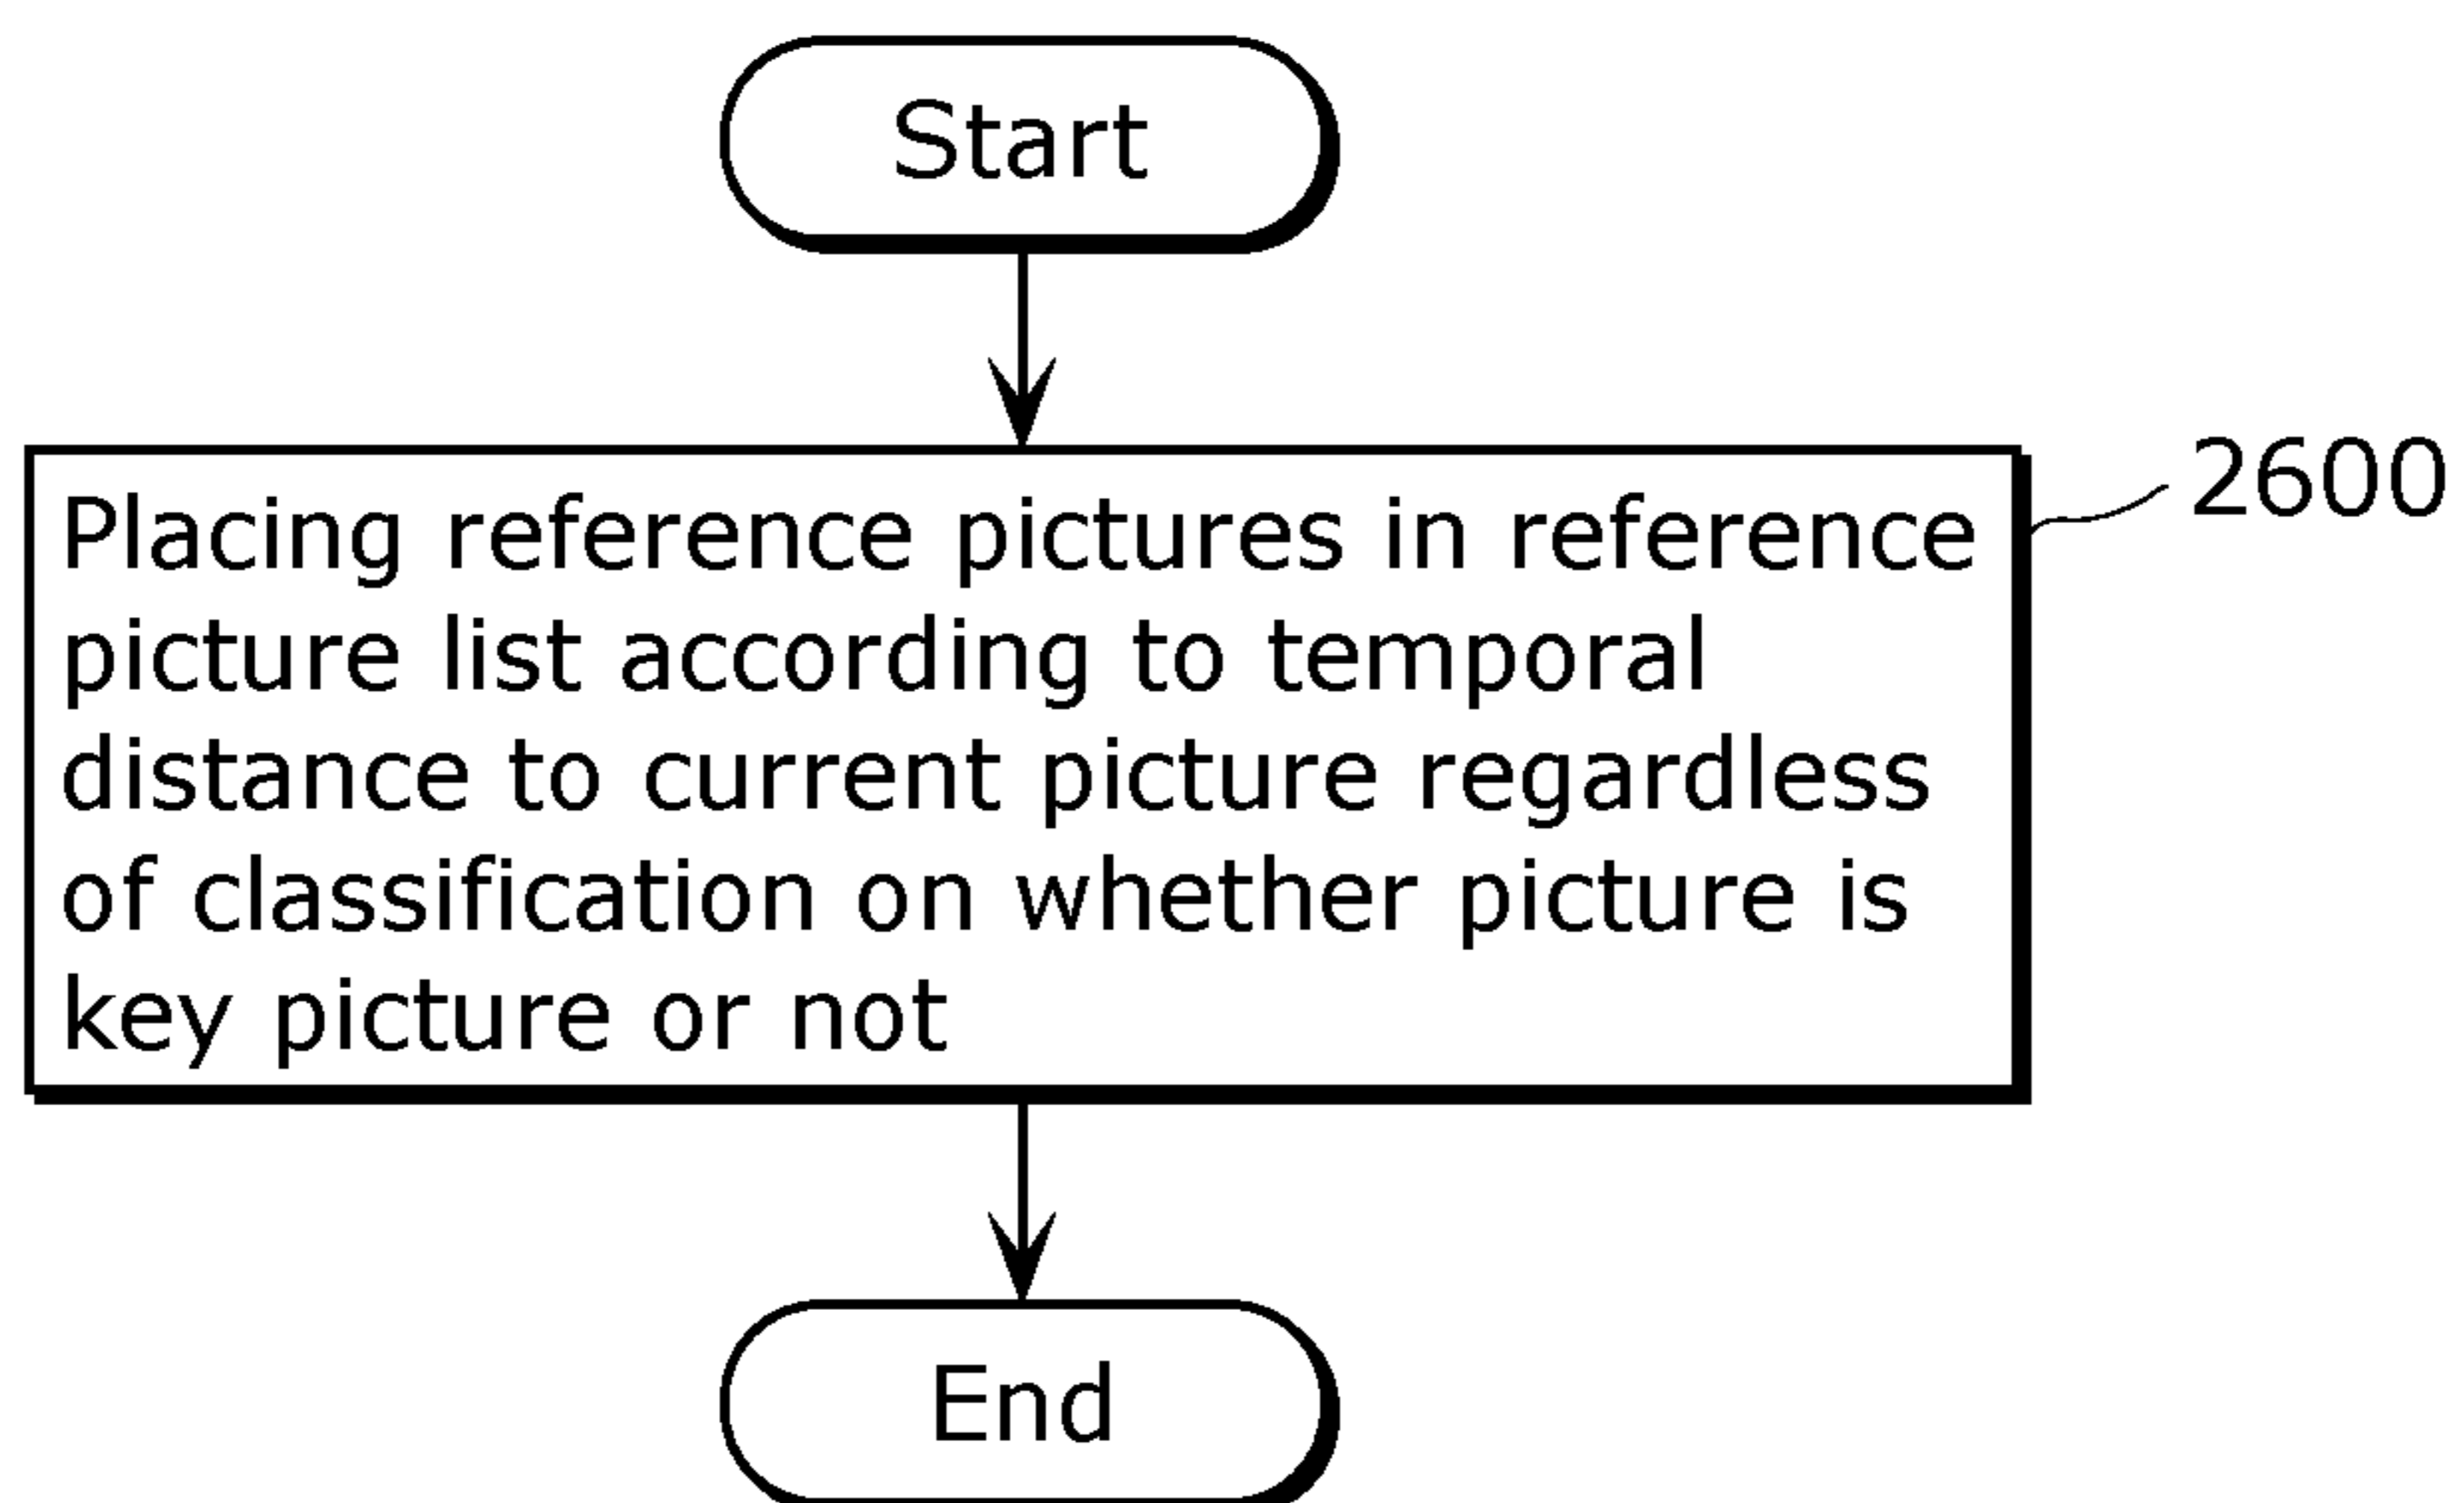 Start
2600
Placing reference pictures in reference
picture list according to temporal
distance to current picture regardless
of classification on whether picture is
key picture or not
End